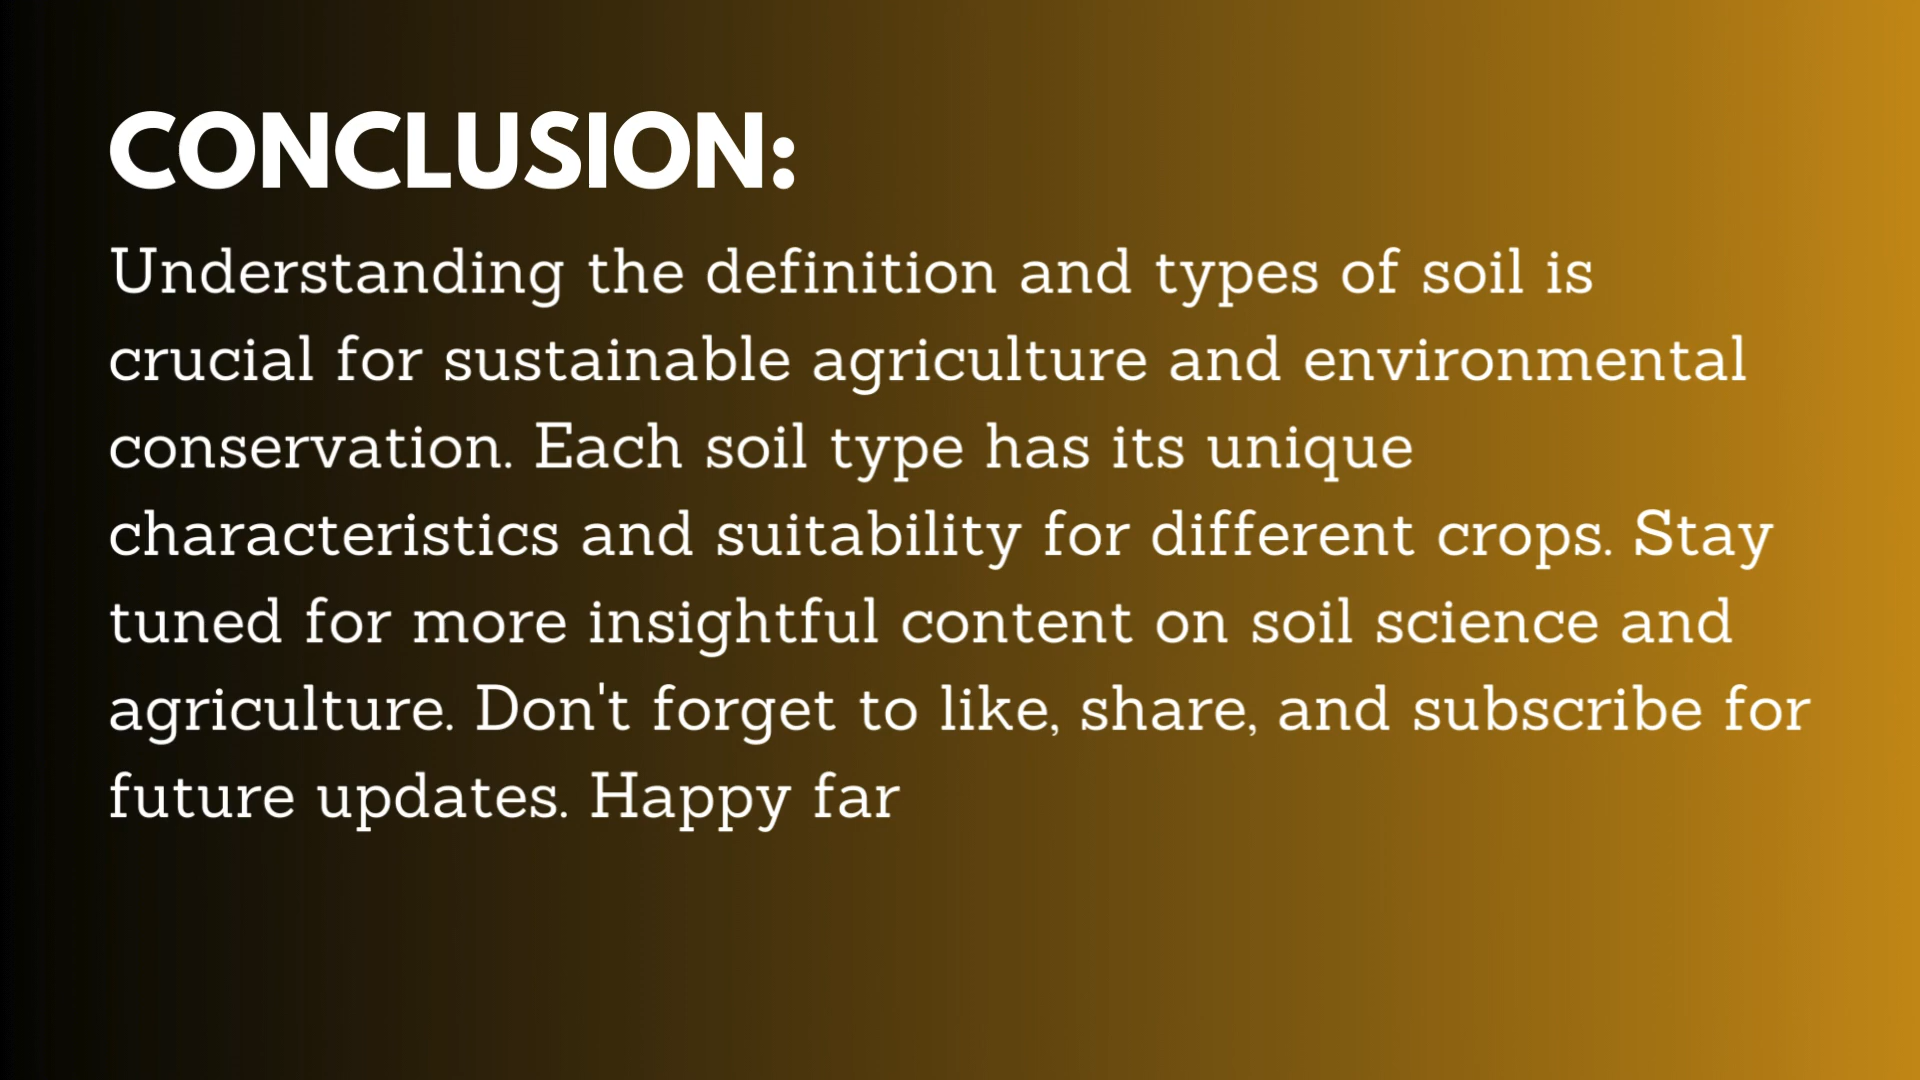 CONCLUSION:
Understanding the definition and types of soil is
crucial for sustainable agriculture and environmental
conservation. Each soil type has its unique
characteristics and suitability for different crops. Stay
tuned for more insightful content on soil science and
agriculture. Don't forget to like, share, and subscribe for
future updates. Happy far